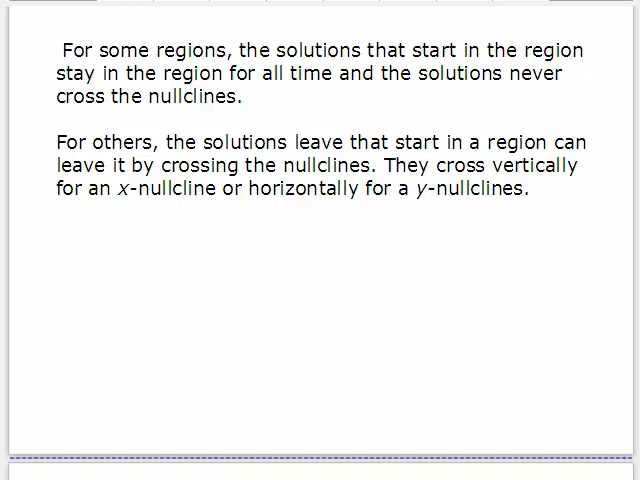 For some regions, the solutions that start in the region
stay in the region for all time and the solutions never
cross the nullclines.
For others, the solutions leave that start in a region can
leave it by crossing the nullclines. They cross vertically
for an x-nullcline or horizontally for a y-nullclines.